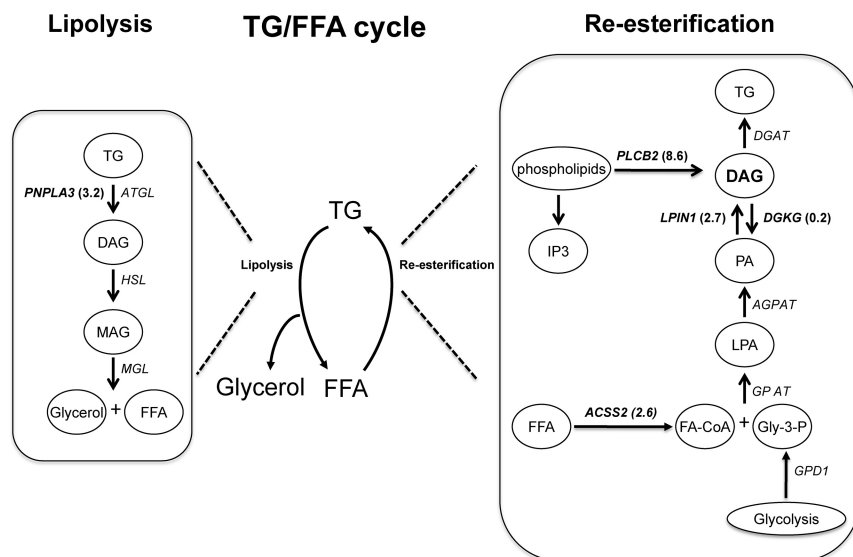 Lipolysis
TG/FFA cycle
Re-esterification
TG
PNPLA3 (3.2)
ATGL
DAG
HSL
MAG
MGL
Glycerol + FFA
TG
Lipolysis
Re-esterification
Glycerol
FFA
TG
DGAT
phospholipids
PLCB2 (8.6)
DAG
LPIN1 (2.7)
DGKG (0.2)
IP3
PA
AGPAT
LPA
GP AT
FFA
ACSS2 (2.6)
FA-CoA + Gly-3-P
GPD1
Glycolysis